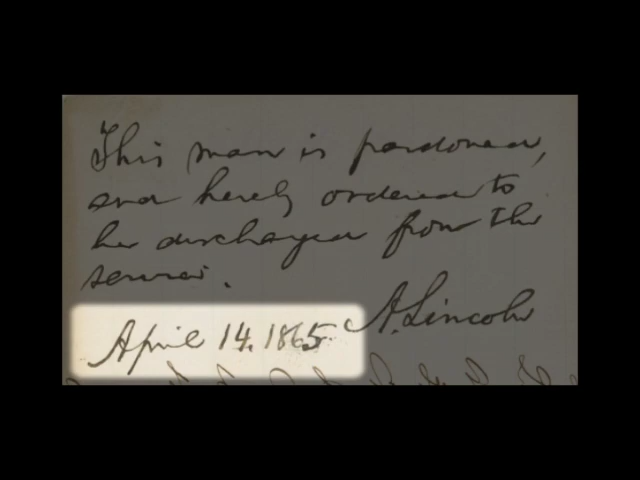 This man is pardoned,
and hereby ordered to
be discharged from the
service.
A. Lincoln
April 14. 1865